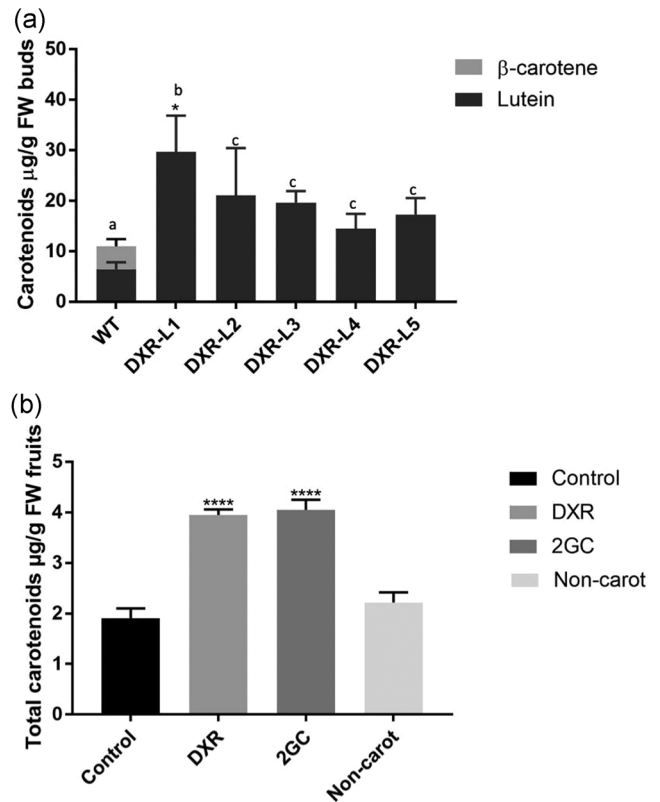 (a)
Carotenoids μg/g FW buds
50
40
30
20
10
0
a
b
*
c
c
c
c
WT
DXR-L1
DXR-L2
DXR-L3
DXR-L4
DXR-L5
β-carotene
Lutein
(b)
Total carotenoids μg/g FW fruits
5
4
3
2
1
0
****
****
Control
DXR
2GC
Non-carot
Control
DXR
2GC
Non-carot